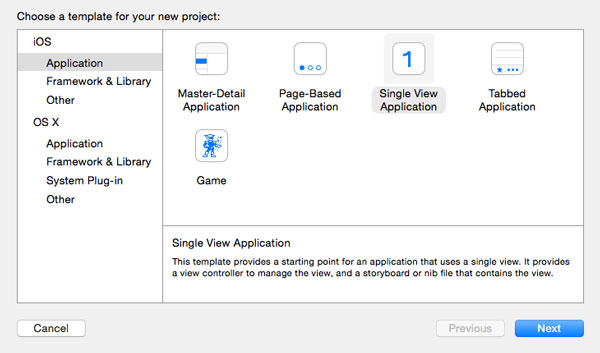 Choose a template for your new project:
iOS
Application
Framework & Library
Other
OS X
Application
Framework & Library
System Plug-in
Other
Master-Detail
Application
Page-Based
Application
1
Single View
Application
Tabbed
Application
Game
Single View Application
This template provides a starting point for an application that uses a single view. It provides
a view controller to manage the view, and a storyboard or nib file that contains the view.
Cancel
Previous
Next